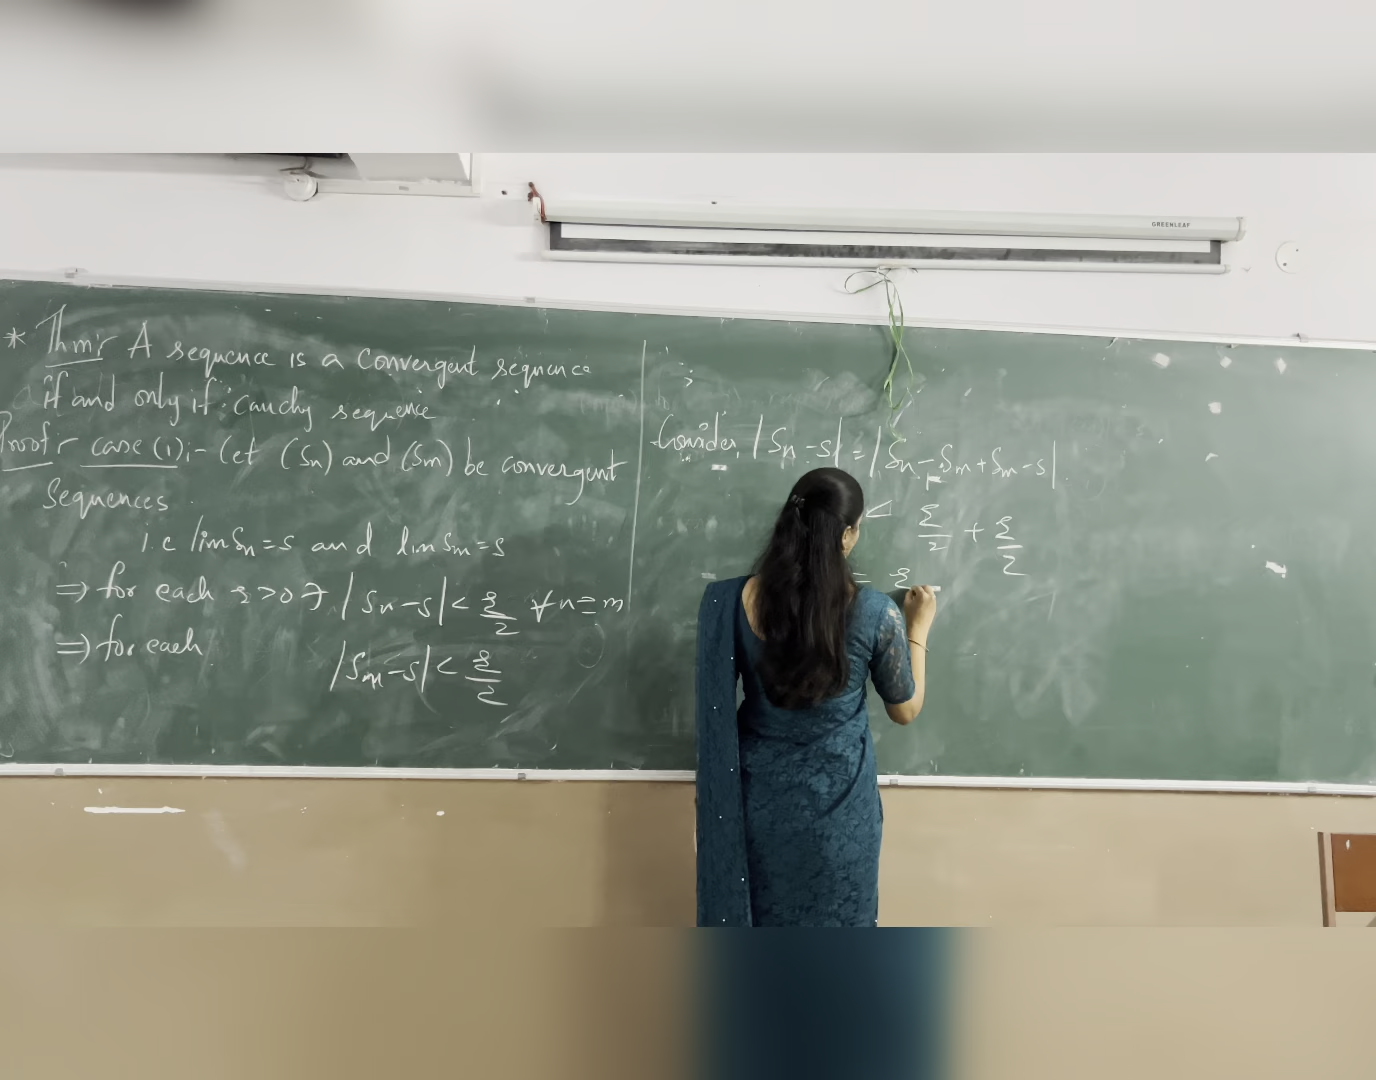 GREENLEAF
* Thm:- A sequence is a convergent sequence
if and only if Cauchy sequence
Proof:- case (1):- Let (Sn) and (Sm) be convergent
Sequences
i.e lim Sn = s and lim Sm = s
⇒ for each ε > 0 ∃ |Sn - s| < ε/2 ∀ n ≥ m
⇒ for each
|Sm - s| < ε/2
Consider, |Sn - s| = |Sn - Sm + Sm - s|
< ε/2 + ε/2
= ε